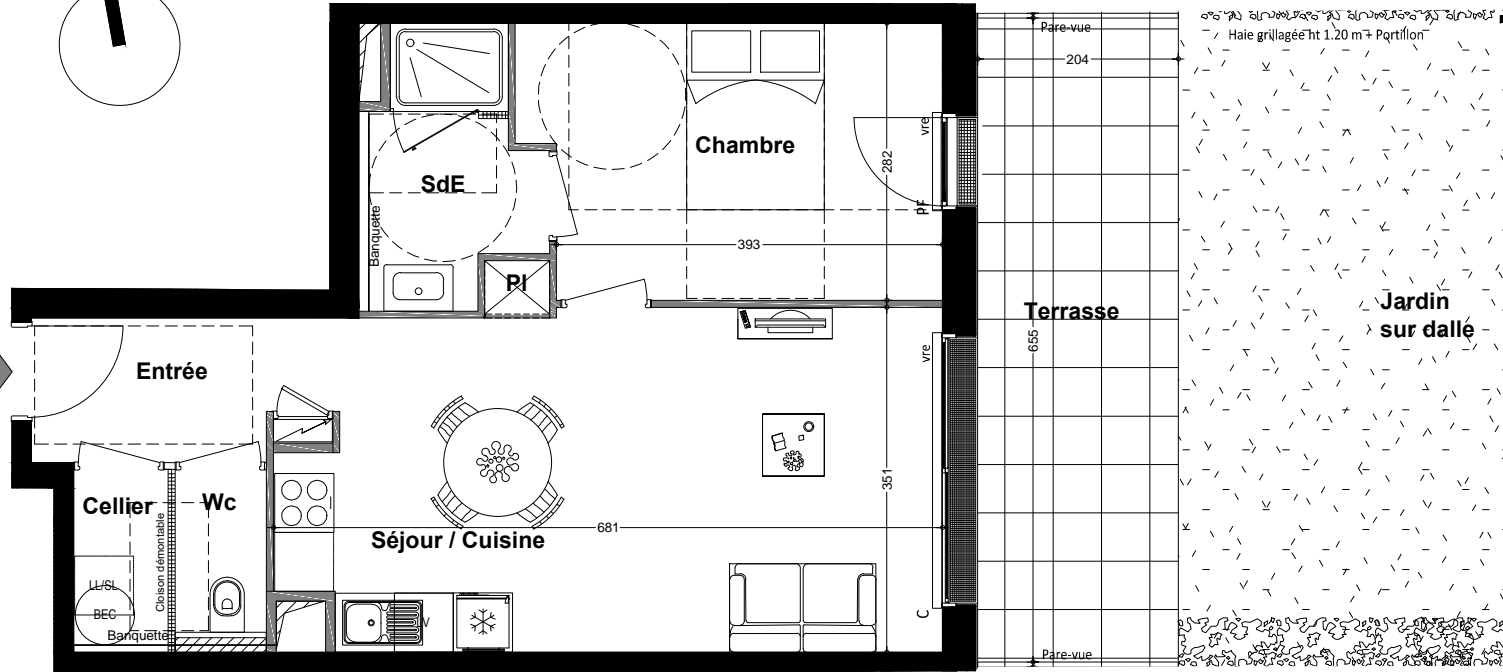 Pare-vue
Haie grillagée ht 1.20 m + Portillon
204
Chambre
vre
282
SdE
PF
Banquette
393
Pl
Terrasse
Jardin
sur dalle
655
vre
Entrée
351
Cellier
Wc
681
Séjour / Cuisine
Cloison démontable
LL/SL
BEC
C
Banquette
Pare-vue